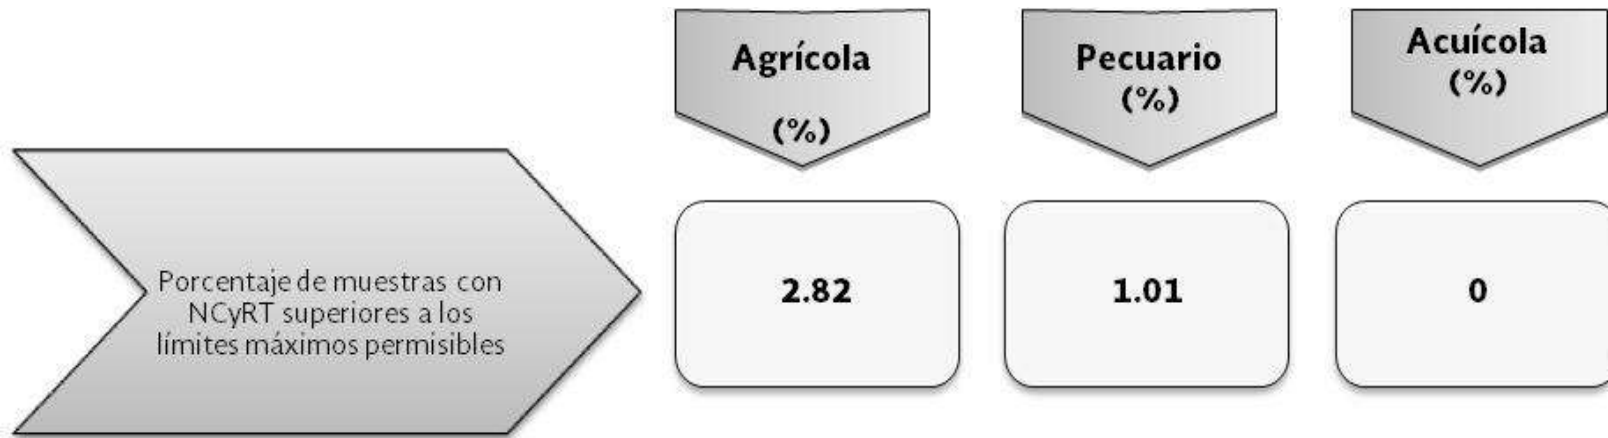 Agrícola
(%)
Pecuario
(%)
Acuícola
(%)
Porcentaje de muestras con
NCyRT superiores a los
límites máximos permisibles
2.82
1.01
0